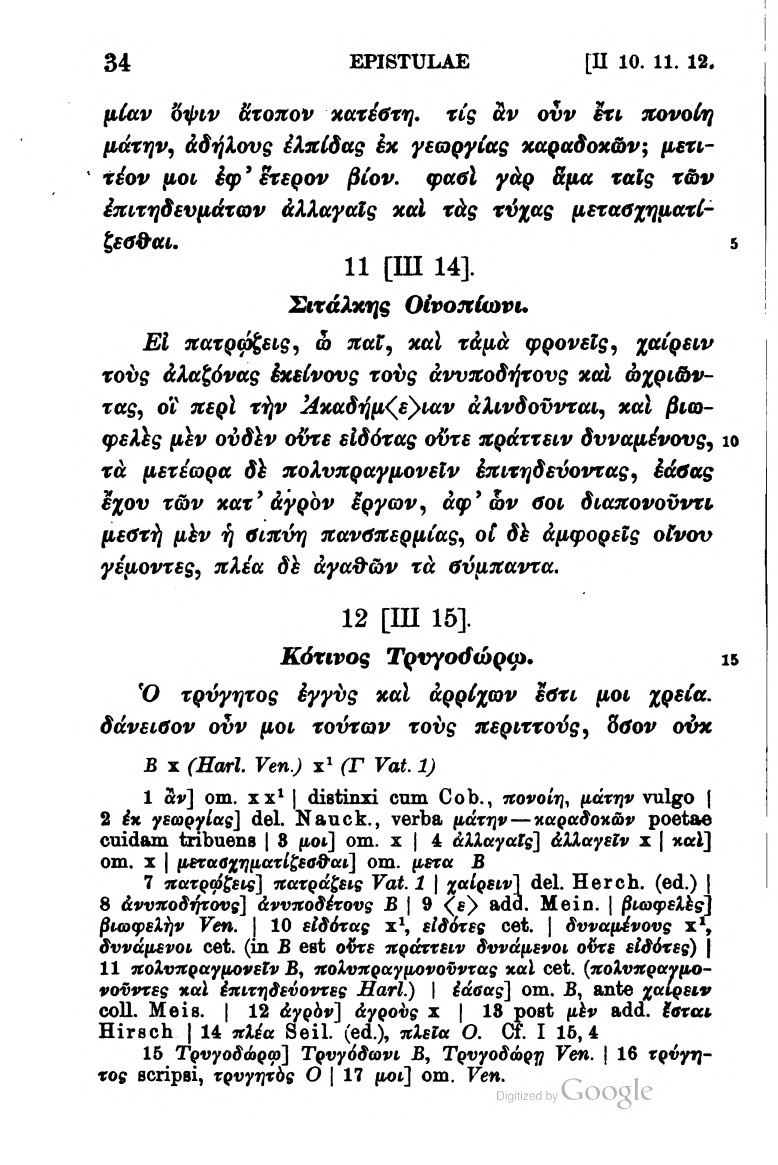 34 EPISTULAE [II 10. 11. 12.
μίαν ὄψιν ἄτοπον κατέστη. τίς ἂν οὖν ἔτι πονοίη
μάτην, ἀδήλους ἐλπίδας ἐκ γεωργίας καραδοκῶν; μετι-
τέον μοι ἐφ’ ἕτερον βίον. φασὶ γὰρ ἅμα ταῖς τῶν
ἐπιτηδευμάτων ἀλλαγαῖς καὶ τὰς τύχας μετασχηματί-
ζεσθαι. 5
11 [III 14].
Σιτάλκης Οἰνοπίωνι.
Εἰ πατρῴζεις, ὦ παῖ, καὶ τἀμὰ φρονεῖς, χαίρειν
τοὺς ἀλαζόνας ἐκείνους τοὺς ἀνυποδήτους καὶ ὠχριῶν-
τας, οἳ περὶ τὴν Ἀκαδήμ⟨ε⟩ιαν ἀλινδοῦνται, καὶ βιω-
φελὲς μὲν οὐδὲν οὔτε εἰδότας οὔτε πράττειν δυναμένους, 10
τὰ μετέωρα δὲ πολυπραγμονεῖν ἐπιτηδεύοντας, ἐάσας
ἔχου τῶν κατ’ ἀγρὸν ἔργων, ἀφ’ ὧν σοι διαπονοῦντι
μεστὴ μὲν ἡ σιπύη πανσπερμίας, οἱ δὲ ἀμφορεῖς οἴνου
γέμοντες, πλέα δὲ ἀγαθῶν τὰ σύμπαντα.
12 [III 15].
Κότινος Τρυγοδώρῳ. 15
Ὁ τρύγητος ἐγγὺς καὶ ἀρρίχων ἔστι μοι χρεία.
δάνεισον οὖν μοι τούτων τοὺς περιττούς, ὅσον οὐκ
B x (Harl. Ven.) x¹ (Γ Vat. 1)
1 ἂν] om. x x¹ | distinxi cum Cob., πονοίη, μάτην vulgo |
2 ἐκ γεωργίας] del. Nauck., verba μάτην—καραδοκῶν poetae
cuidam tribuens | 3 μοι] om. x | 4 ἀλλαγαῖς] ἀλλαγεῖν x | καὶ]
om. x | μετασχηματίζεσθαι] om. μετα B
7 πατρῴζεις] πατράζεις Vat. 1 | χαίρειν] del. Herch. (ed.) |
8 ἀνυποδήτους] ἀνυποδέτους B | 9 ⟨ε⟩ add. Mein. | βιωφελὲς]
βιωφελὴν Ven. | 10 εἰδότας x¹, εἰδότες cet. | δυναμένους x¹,
δυνάμενοι cet. (in B est οὔτε πράττειν δυνάμενοι οὔτε εἰδότες) |
11 πολυπραγμονεῖν B, πολυπραγμονοῦντας καὶ cet. (πολυπραγμο-
νοῦντες καὶ ἐπιτηδεύοντες Harl.) | ἐάσας] om. B, ante χαίρειν
coll. Meis. | 12 ἀγρὸν] ἀγροὺς x | 13 post μὲν add. ἔσται
Hirsch | 14 πλέα Seil. (ed.), πλεῖα O. Cf. I 15, 4
15 Τρυγοδώρῳ] Τρυγόδωνι B, Τρυγοδάρῃ Ven. | 16 τρύγη-
τος scripsi, τρυγητὸς O | 17 μοι] om. Ven.
Digitized by Google